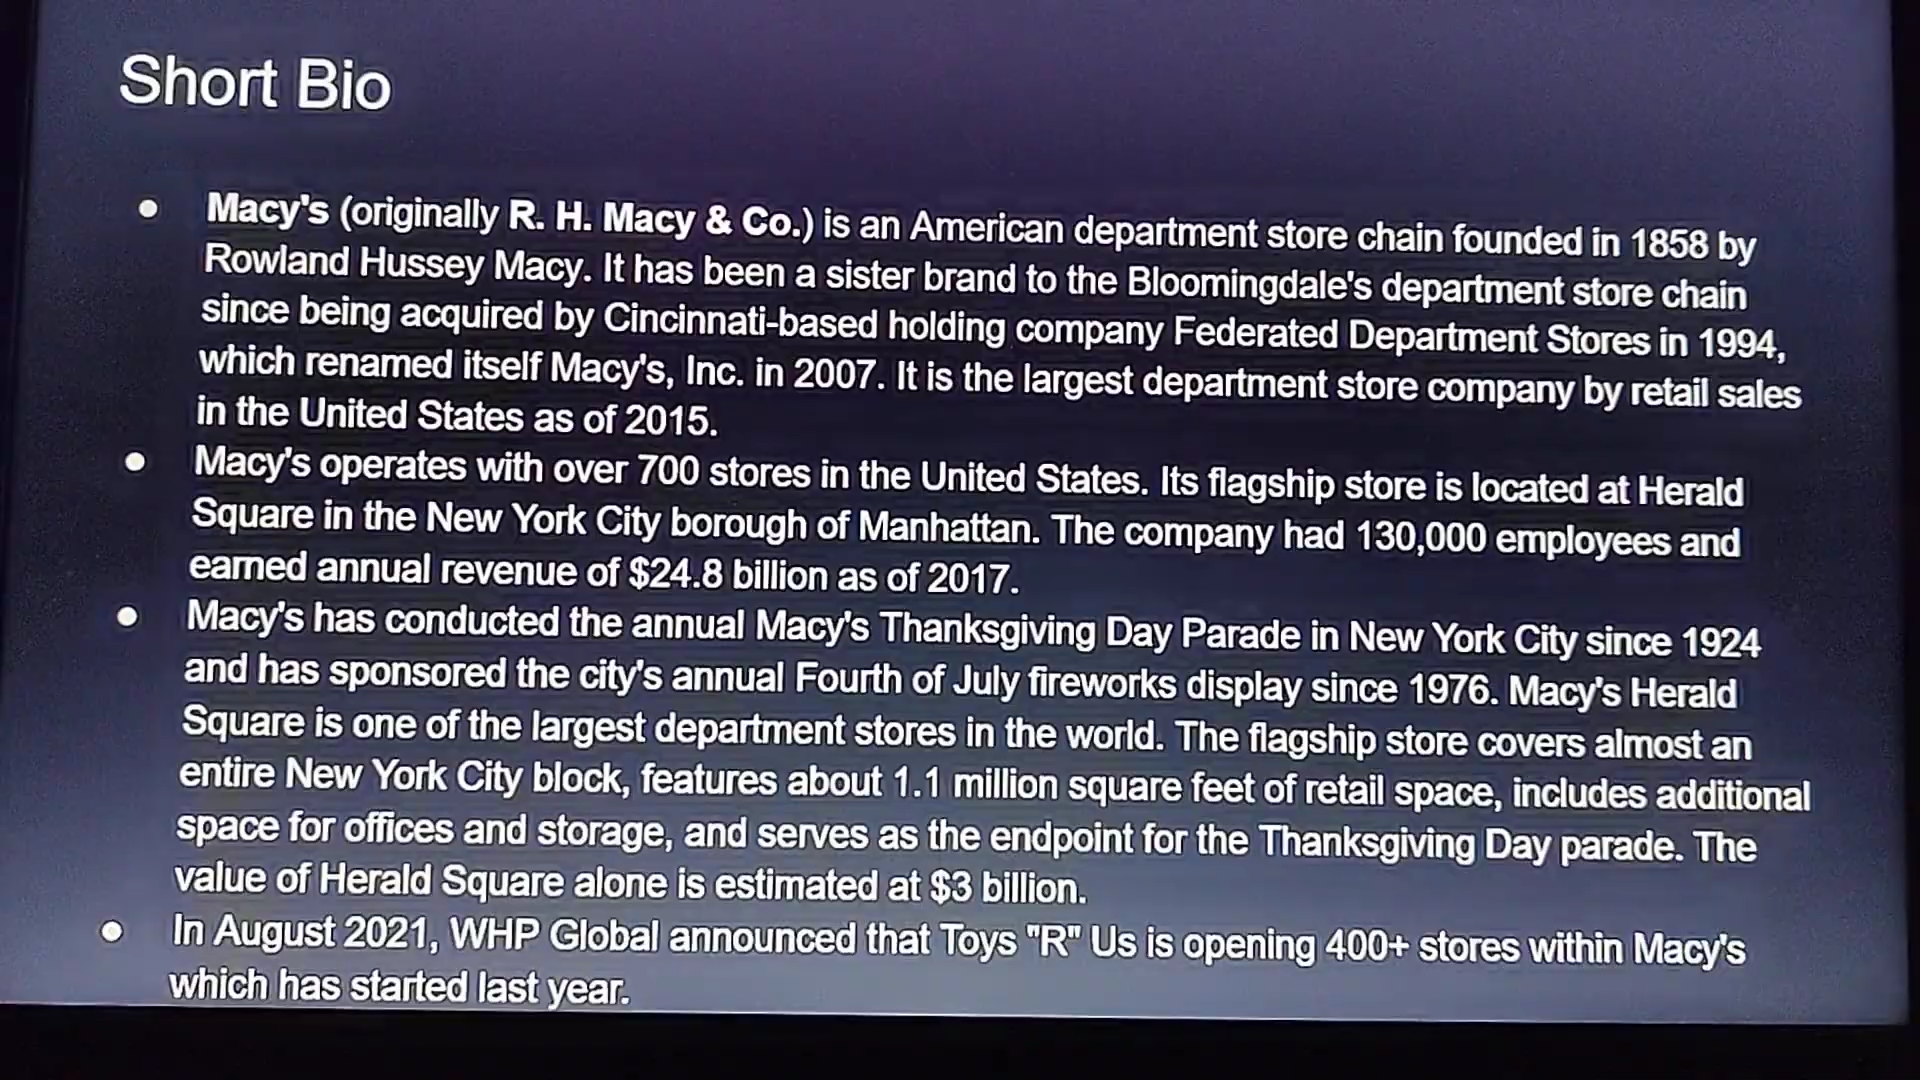 Short Bio
Macy's (originally R. H. Macy & Co.) is an American department store chain founded in 1858 by
Rowland Hussey Macy. It has been a sister brand to the Bloomingdale's department store chain
since being acquired by Cincinnati-based holding company Federated Department Stores in 1994,
which renamed itself Macy's, Inc. in 2007. It is the largest department store company by retail sales
in the United States as of 2015.
Macy's operates with over 700 stores in the United States. Its flagship store is located at Herald
Square in the New York City borough of Manhattan. The company had 130,000 employees and
earned annual revenue of $24.8 billion as of 2017.
Macy's has conducted the annual Macy's Thanksgiving Day Parade in New York City since 1924
and has sponsored the city's annual Fourth of July fireworks display since 1976. Macy's Herald
Square is one of the largest department stores in the world. The flagship store covers almost an
entire New York City block, features about 1.1 million square feet of retail space, includes additional
space for offices and storage, and serves as the endpoint for the Thanksgiving Day parade. The
value of Herald Square alone is estimated at $3 billion.
In August 2021, WHP Global announced that Toys "R" Us is opening 400+ stores within Macy's
which has started last year.